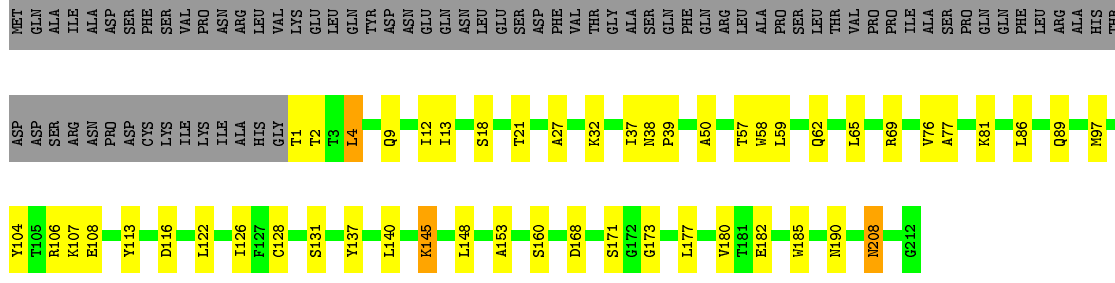 MET GLN ALA ILE ALA ASP SER PHE SER VAL PRO ASN ARG LEU VAL LYS GLU LEU GLN TYR ASP ASN GLU GLN ASN LEU GLU SER ASP PHE VAL THR GLY ALA SER GLN PHE GLN ARG LEU ALA PRO SER LEU THR VAL PRO PRO ILE ALA SER PRO GLN GLN PHE LEU ARG ALA HIS THR
ASP ASP SER ARG ASN PRO ASP CYS LYS ILE LYS ILE ALA HIS GLY T1 T2 T3 L4 Q9 I12 I13 S18 T21 A27 K32 I37 N38 P39 A50 T57 W58 L59 Q62 L65 R69 V76 A77 K81 L86 Q89 M97
Y104 T105 R106 K107 E108 Y113 D116 L122 I126 F127 C128 S131 Y137 L140 K145 L148 A153 S160 D168 S171 G172 G173 L177 V180 T181 E182 W185 N190 N208 G212